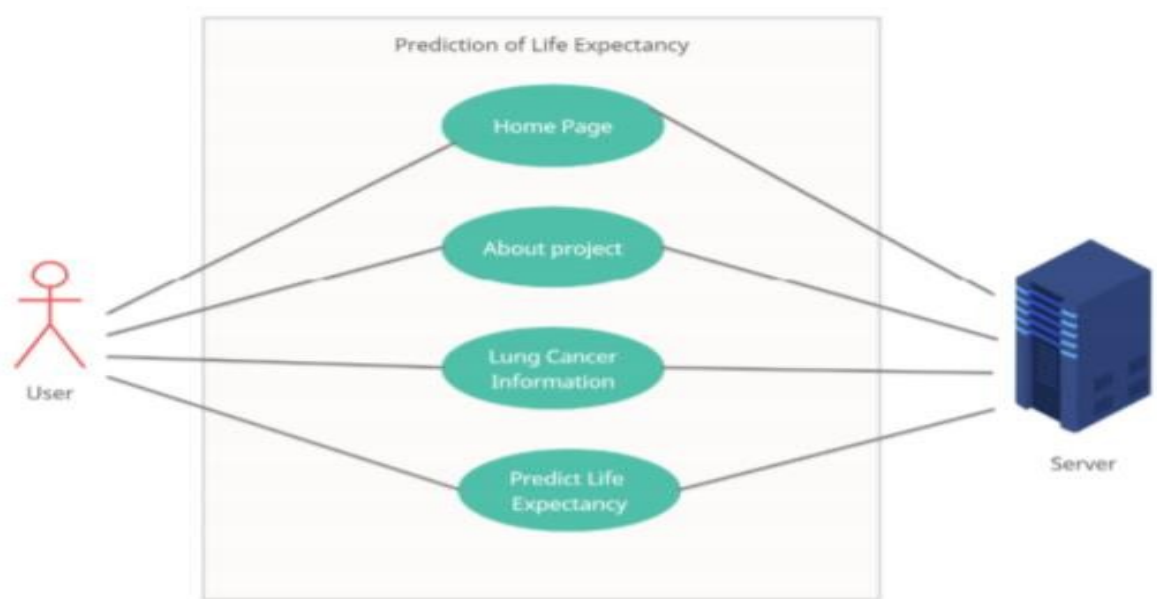 Prediction of Life Expectancy
Home Page
About project
Lung Cancer
Information
Predict Life
Expectancy
User
Server